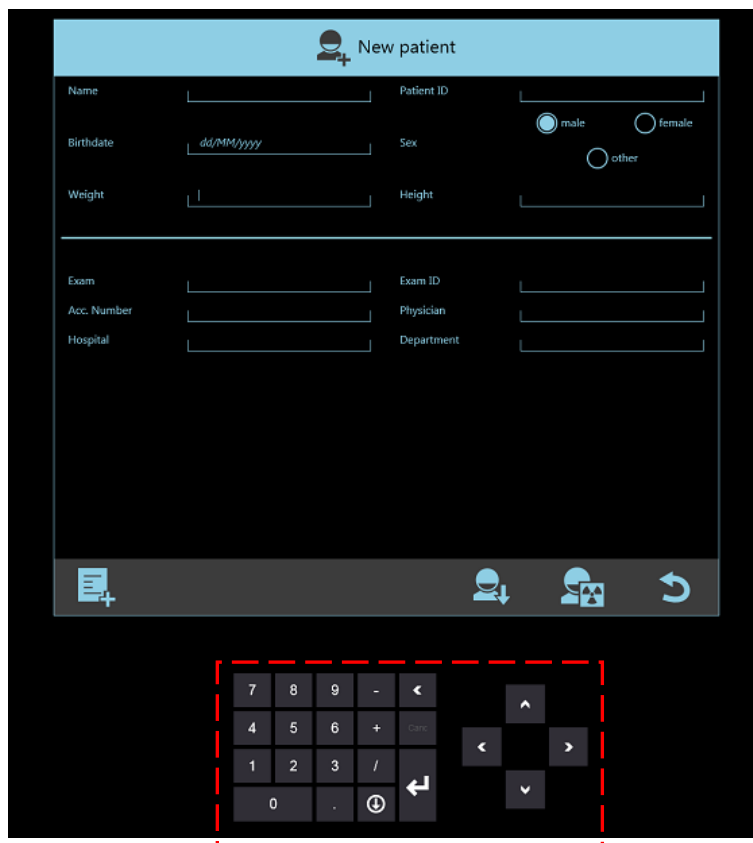 New patient
Name Patient ID
male female
Birthdate dd/MM/yyyy Sex
other
Weight Height
Exam Exam ID
Acc. Number Physician
Hospital Department
7 8 9 -
4 5 6 + Canc
1 2 3 /
0 .